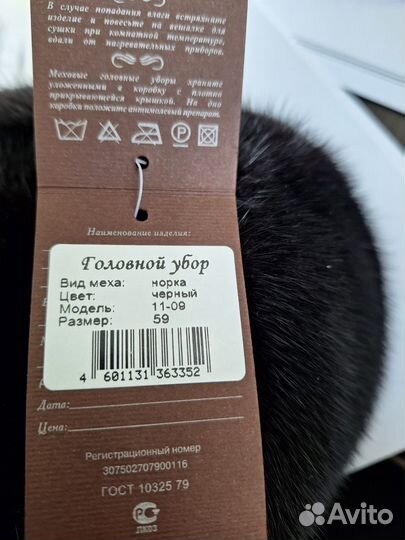 В случае попадания влаги встряхните
изделие и повесьте на вешалке для
сушки при комнатной температуре,
вдали от нагревательных приборов.
Меховые головные уборы храните
уложенными в коробку с плотно
прикрывающейся крышкой. На дно
коробки положите антимолевый препарат.
P
Наименование изделия:
Головной убор
Вид меха: норка
Цвет: черный
Модель: 11-09
Размер: 59
4 601131 363352
Дата:
Цена:
Регистрационный номер
307502707900116
ГОСТ 10325 79
Avito